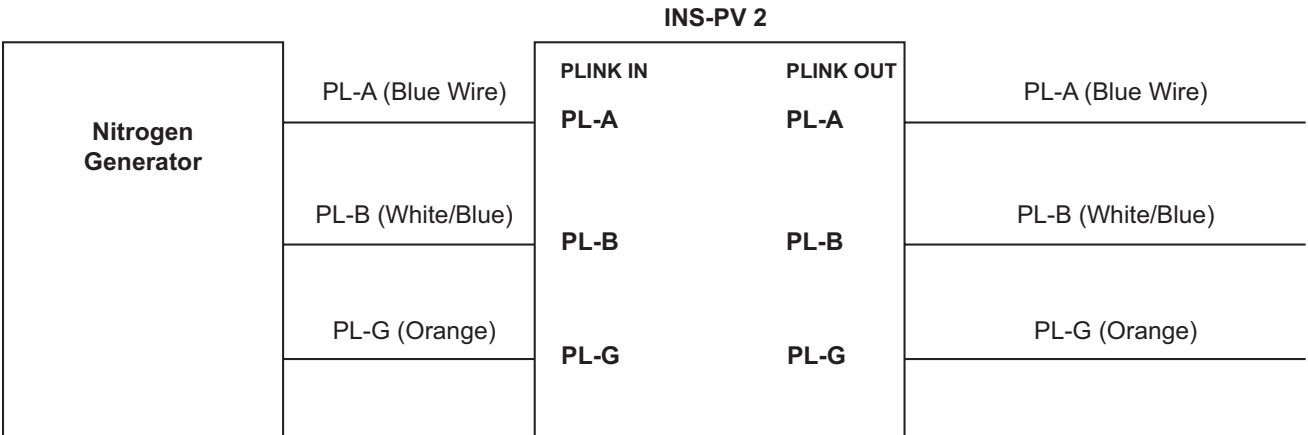 INS-PV 2
Nitrogen
Generator
PL-A (Blue Wire)
PL-B (White/Blue)
PL-G (Orange)
PLINK IN
PL-A
PL-B
PL-G
PLINK OUT
PL-A
PL-B
PL-G
PL-A (Blue Wire)
PL-B (White/Blue)
PL-G (Orange)